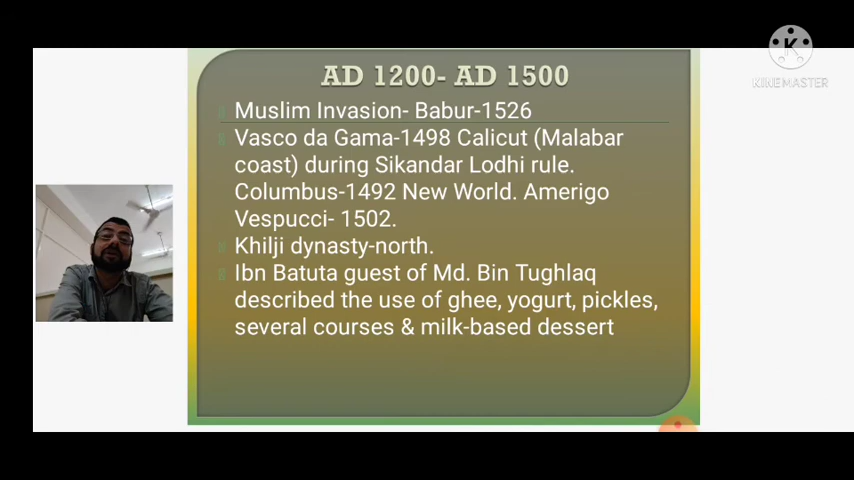 K
KINEMASTER
AD 1200- AD 1500
Muslim Invasion- Babur-1526
Vasco da Gama-1498 Calicut (Malabar
coast) during Sikandar Lodhi rule.
Columbus-1492 New World. Amerigo
Vespucci- 1502.
Khilji dynasty-north.
Ibn Batuta guest of Md. Bin Tughlaq
described the use of ghee, yogurt, pickles,
several courses & milk-based dessert